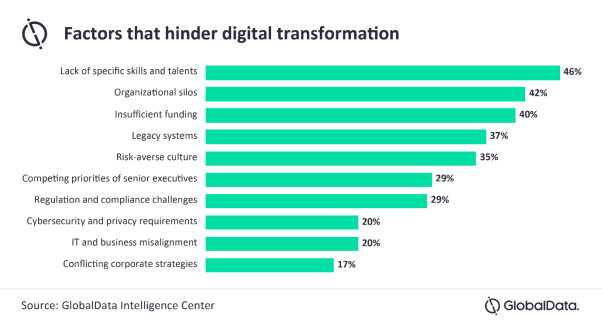 Factors that hinder digital transformation
Lack of specific skills and talents 46%
Organizational silos 42%
Insufficient funding 40%
Legacy systems 37%
Risk-averse culture 35%
Competing priorities of senior executives 29%
Regulation and compliance challenges 29%
Cybersecurity and privacy requirements 20%
IT and business misalignment 20%
Conflicting corporate strategies 17%
Source: GlobalData Intelligence Center
GlobalData.